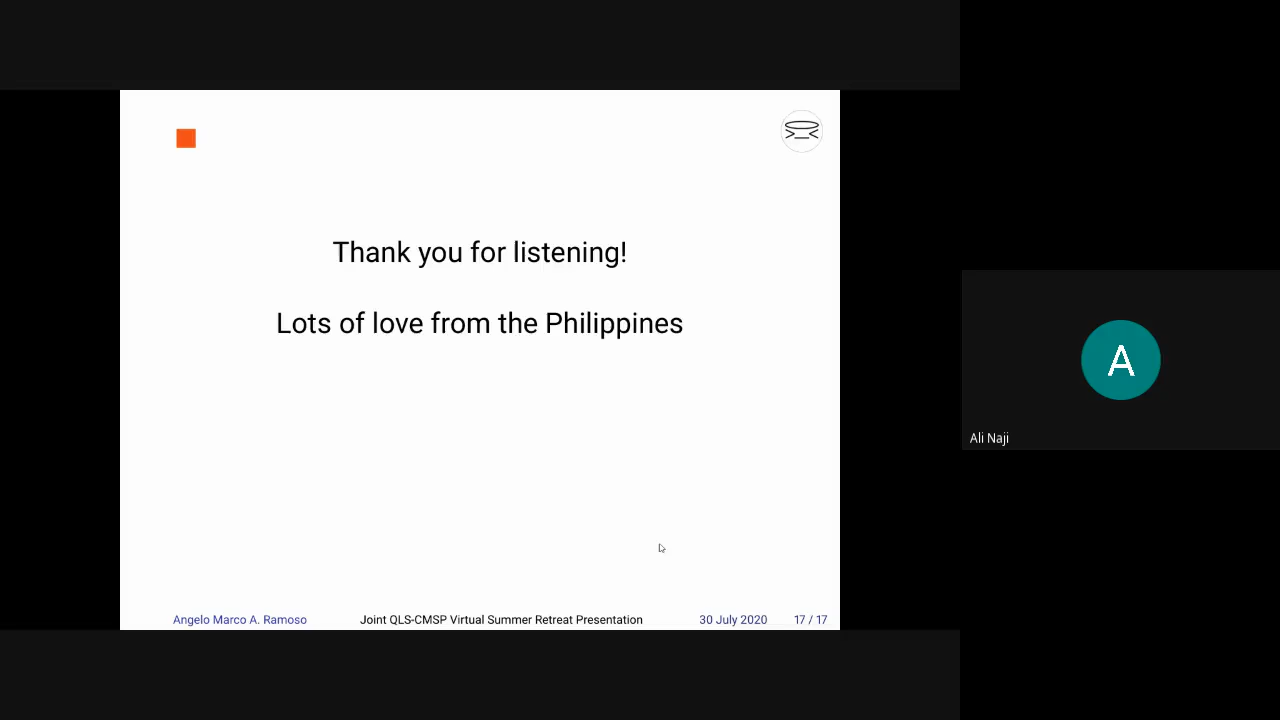 Thank you for listening!
Lots of love from the Philippines
A
Ali Naji
Angelo Marco A. Ramoso Joint QLS-CMSP Virtual Summer Retreat Presentation 30 July 2020 17 / 17